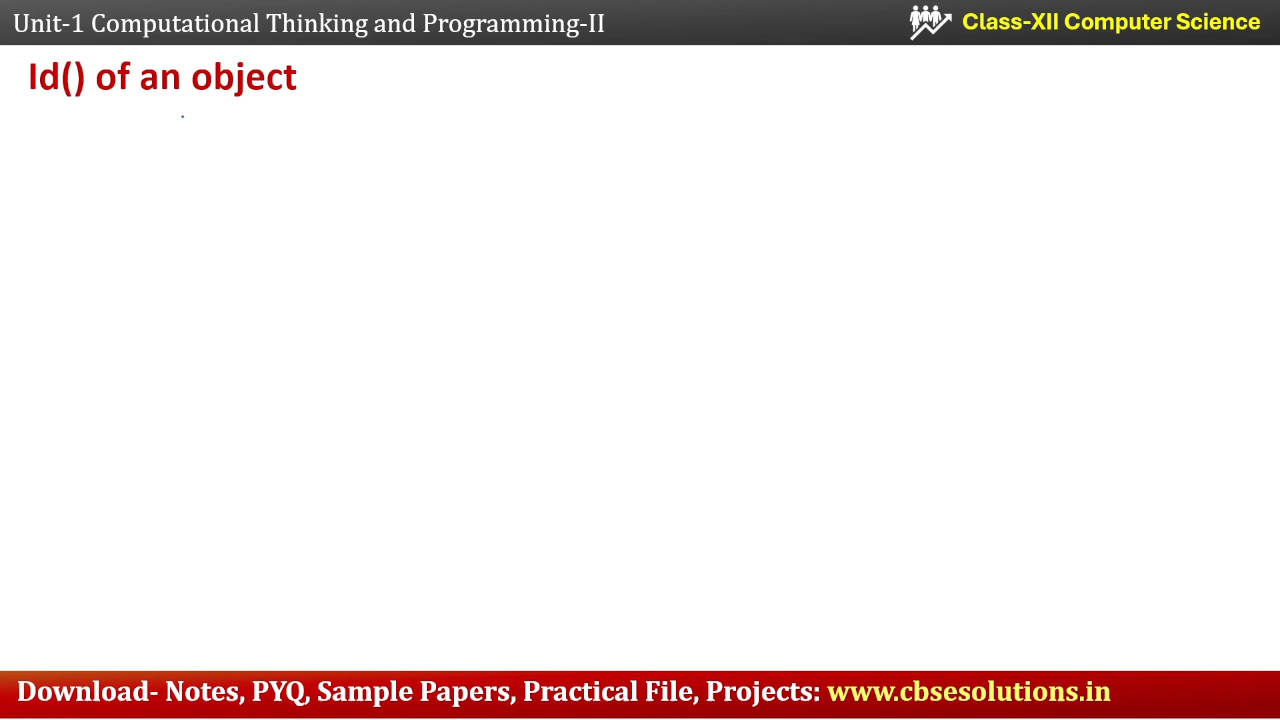 Unit-1 Computational Thinking and Programming-II
Class-XII Computer Science
Id() of an object
Download- Notes, PYQ, Sample Papers, Practical File, Projects: www.cbsesolutions.in